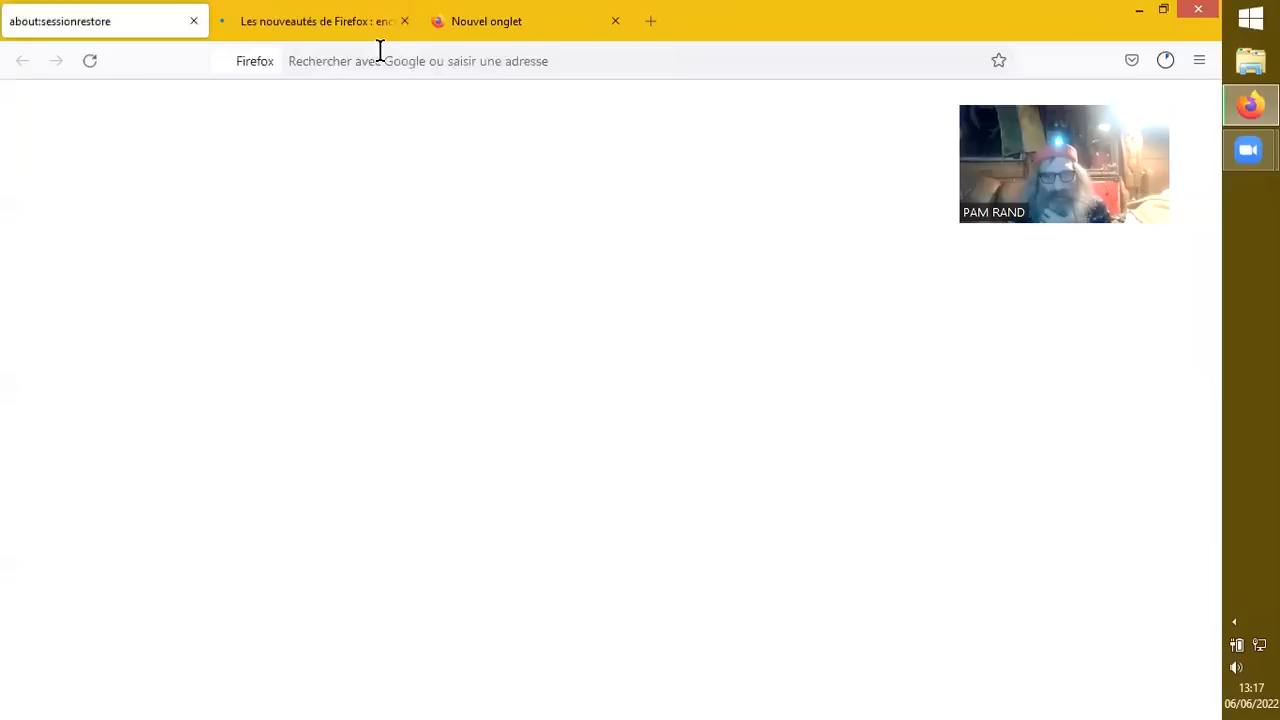 about:sessionrestore
Les nouveautés de Firefox : enc
Nouvel onglet
Firefox
Rechercher avec Google ou saisir une adresse
PAM RAND
13:17
06/06/2022